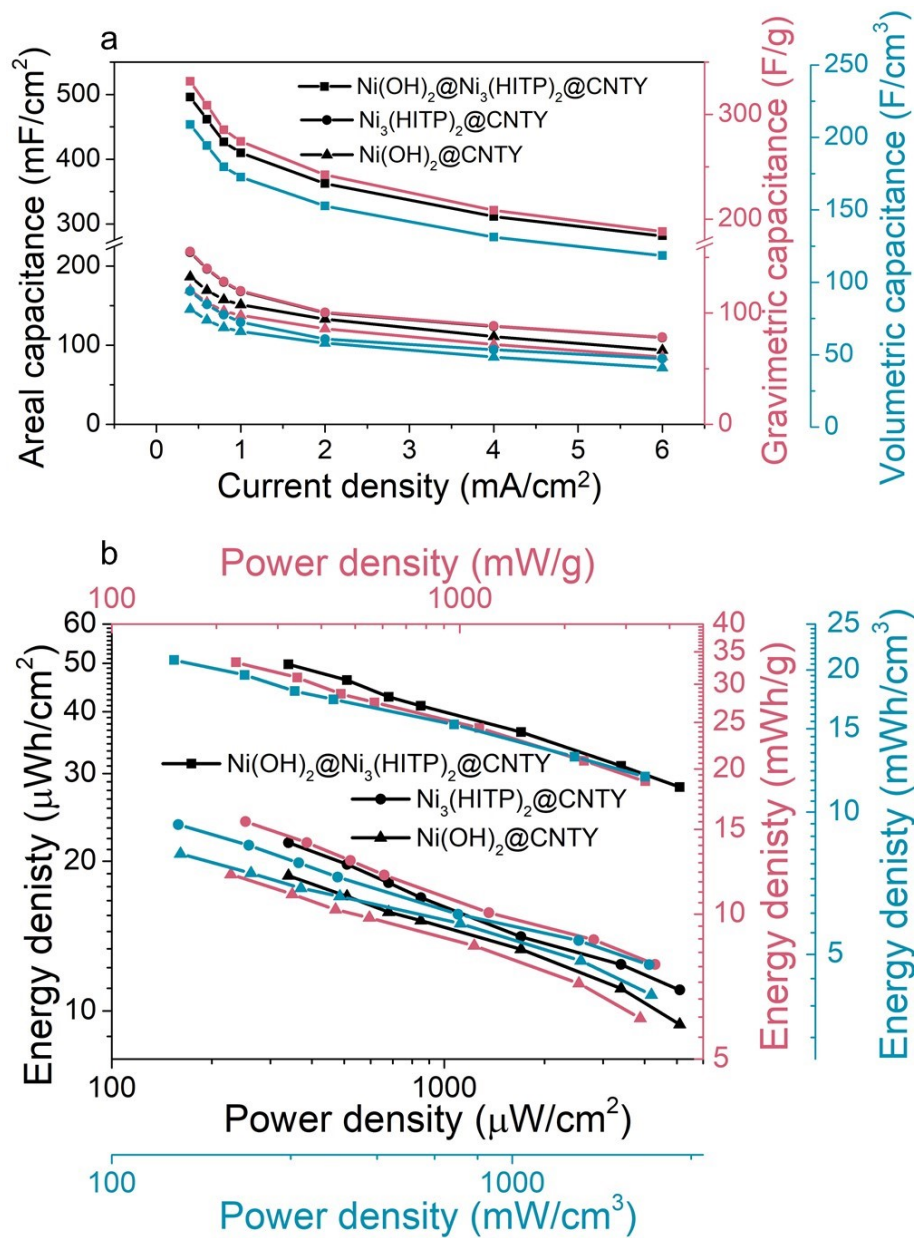 a
Areal capacitance (mF/cm²)
500
400
300
200
100
0
Ni(OH)₂@Ni₃(HITP)₂@CNTY
Ni₃(HITP)₂@CNTY
Ni(OH)₂@CNTY
300
200
100
0
Gravimetric capacitance (F/g)
250
200
150
100
50
0
Volumetric capacitance (F/cm³)
0 1 2 3 4 5 6
Current density (mA/cm²)
b
Power density (mW/g)
100 1000
Energy denisty (μWh/cm²)
60
50
40
30
20
10
Ni(OH)₂@Ni₃(HITP)₂@CNTY
Ni₃(HITP)₂@CNTY
Ni(OH)₂@CNTY
40
35
30
25
20
15
10
5
Energy denisty (mWh/g)
25
20
15
10
5
Energy denisty (mWh/cm³)
100 1000
Power density (μW/cm²)
100 1000
Power density (mW/cm³)